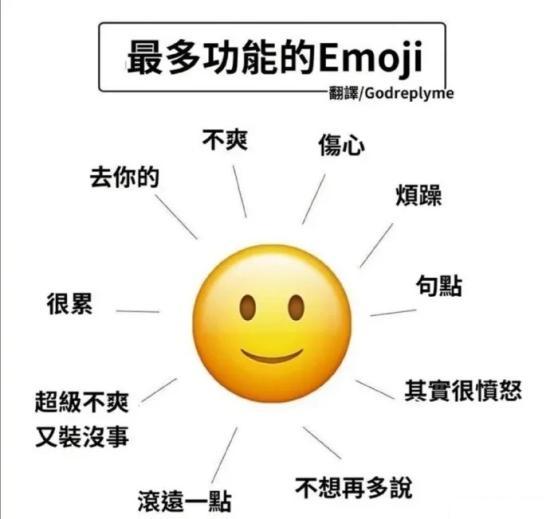 最多功能的Emoji
翻譯/Godreplyme
不爽
傷心
去你的
煩躁
很累
句點
超級不爽
又裝沒事
其實很憤怒
滾遠一點
不想再多說